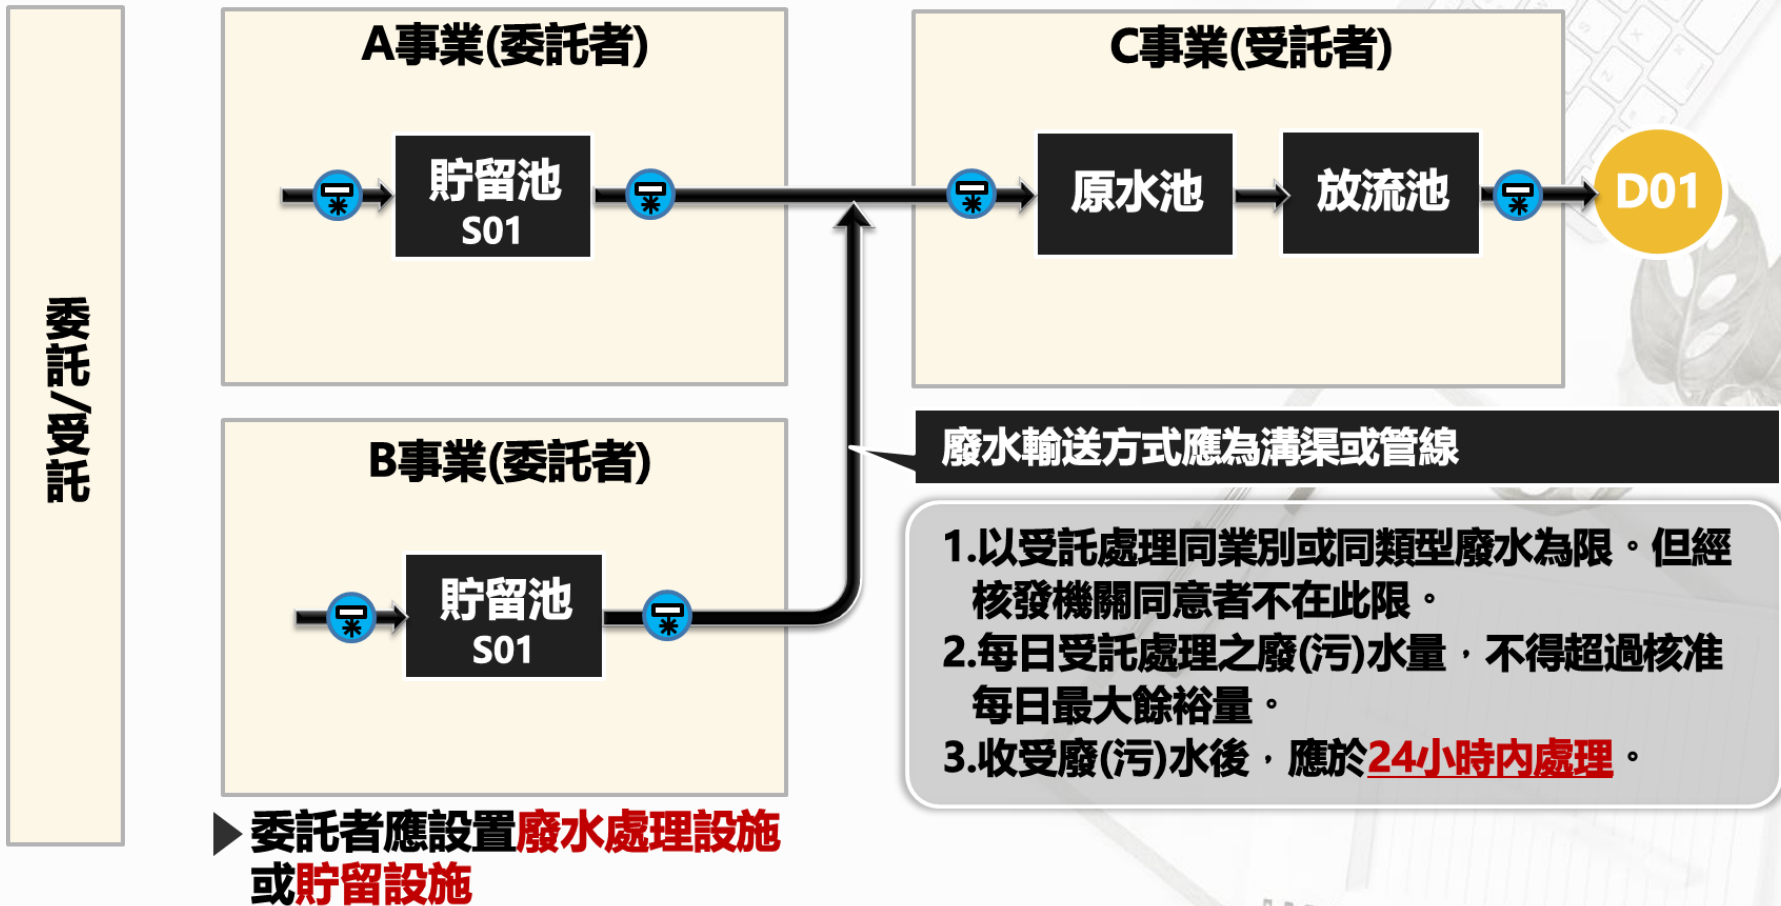 委託/受託
A事業(委託者)
貯留池
S01
B事業(委託者)
貯留池
S01
▶委託者應設置廢水處理設施
或貯留設施
C事業(受託者)
原水池
放流池
D01
廢水輸送方式應為溝渠或管線
1.以受託處理同業別或同類型廢水為限。但經
核發機關同意者不在此限。
2.每日受託處理之廢(污)水量，不得超過核准
每日最大餘裕量。
3.收受廢(污)水後，應於24小時內處理。